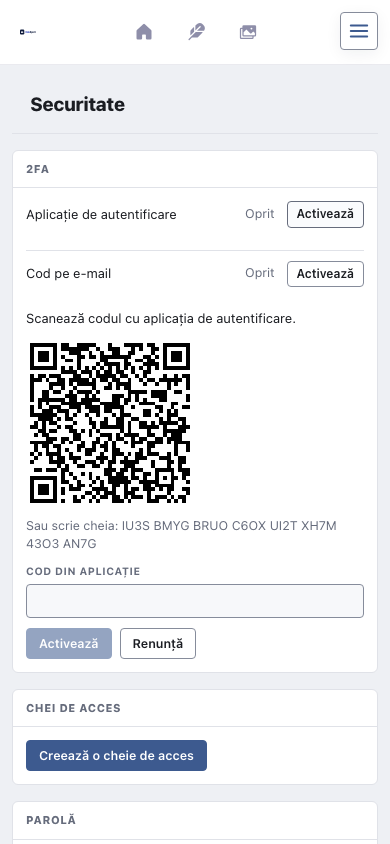 Securitate
2FA
Aplicație de autentificare Oprit Activează
Cod pe e-mail Oprit Activează
Scanează codul cu aplicația de autentificare.
Sau scrie cheia: IU3S BMYG BRUO C6OX UI2T XH7M
43O3 AN7G
COD DIN APLICAȚIE
Activează Renunță
CHEI DE ACCES
Creează o cheie de acces
PAROLĂ